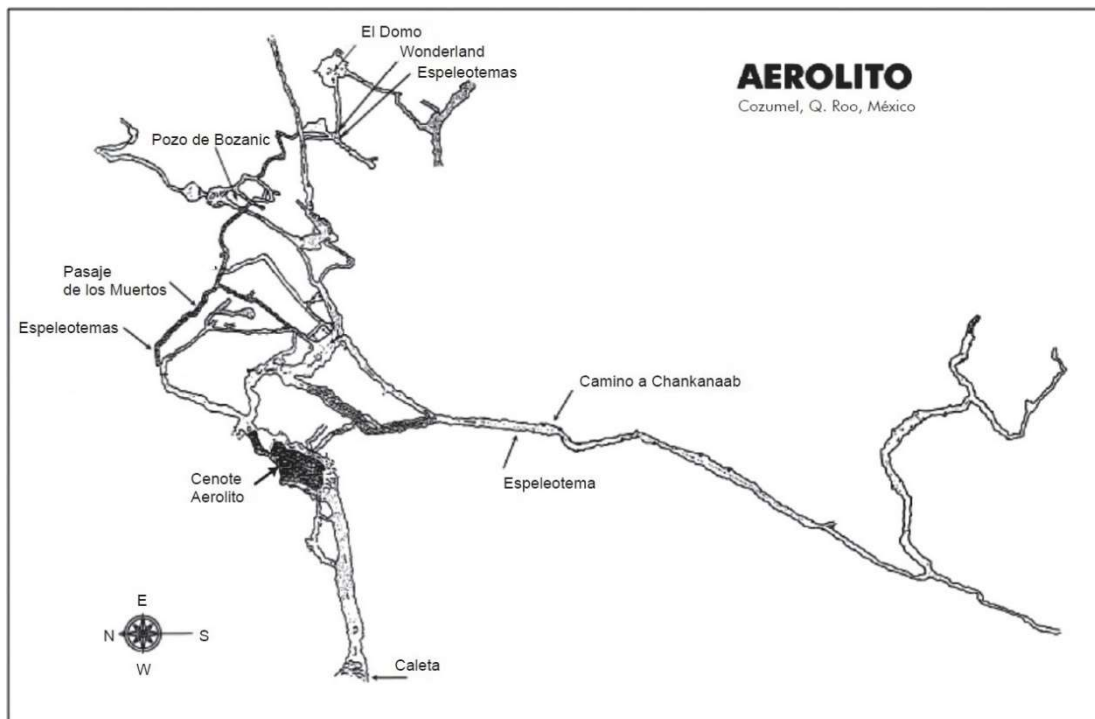 El Domo
Wonderland
Espeleotemas
AEROLITO
Cozumel, Q. Roo, México
Pozo de Bozanic
Pasaje
de los Muertos
Espeleotemas
Camino a Chankanaab
Cenote
Aerolito
Espeleotema
E
N
S
W
Caleta